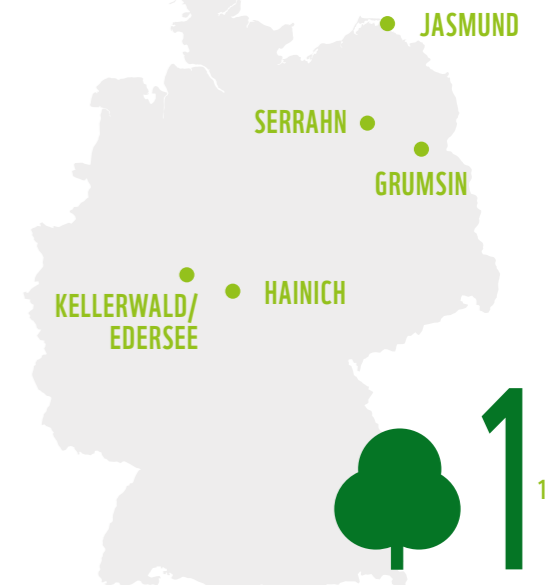 JASMUND
SERRAHN
GRUMSIN
KELLERWALD/
EDERSEE
HAINICH
1
1